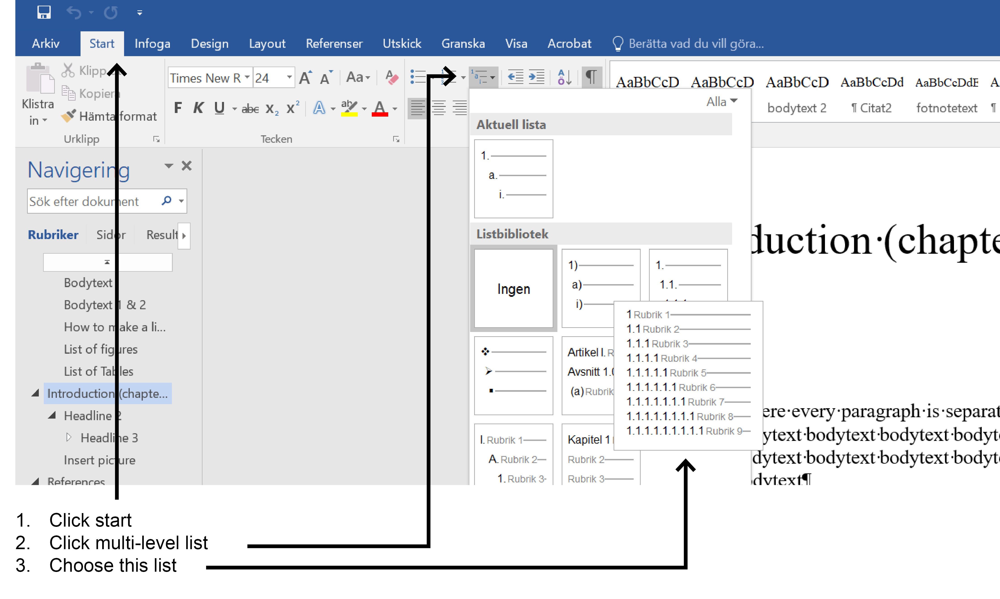 Arkiv Start Infoga Design Layout Referenser Utskick Granska Visa Acrobat Berätta vad du vill göra...
Klipp
Kopiera
Hämta format
Klistra
in
Urklipp
Times New R 24 A A Aa A
F K U abc X₂ X² A ab A
Tecken
1 2 3
1 a i
A Ö ¶
AaBbCcD AaBbCcD AaBbCcD AaBbCcDd AaBbCcDdE A
bodytext 2 ¶ Citat2 fotnotetext ¶
Navigering
Sök efter dokument
Rubriker Sidor Result
Bodytext
Bodytext 1 & 2
How to make a li...
List of figures
List of Tables
Introduction (chapte...
Headline 2
Headline 3
Insert picture
References
Alla
Aktuell lista
1.
a.
i.
Listbibliotek
Ingen
1)
a)
i)
1.
1.1.
Artikel I. R
Avsnitt 1.0
(a) Rubrik
I. Rubrik 1
A. Rubrik 2
1. Rubrik 3
Kapitel 1
Rubrik 2
Rubrik 3
1 Rubrik 1
1.1 Rubrik 2
1.1.1 Rubrik 3
1.1.1.1 Rubrik 4
1.1.1.1.1 Rubrik 5
1.1.1.1.1.1 Rubrik 6
1.1.1.1.1.1.1 Rubrik 7
1.1.1.1.1.1.1.1 Rubrik 8
1.1.1.1.1.1.1.1.1 Rubrik 9
duction·(chapte
ere·every·paragraph·is·separat
ytext·bodytext·bodytext·bodyte
dytext·bodytext·bodytext·bodyte
dytext¶
1. Click start
2. Click multi-level list
3. Choose this list